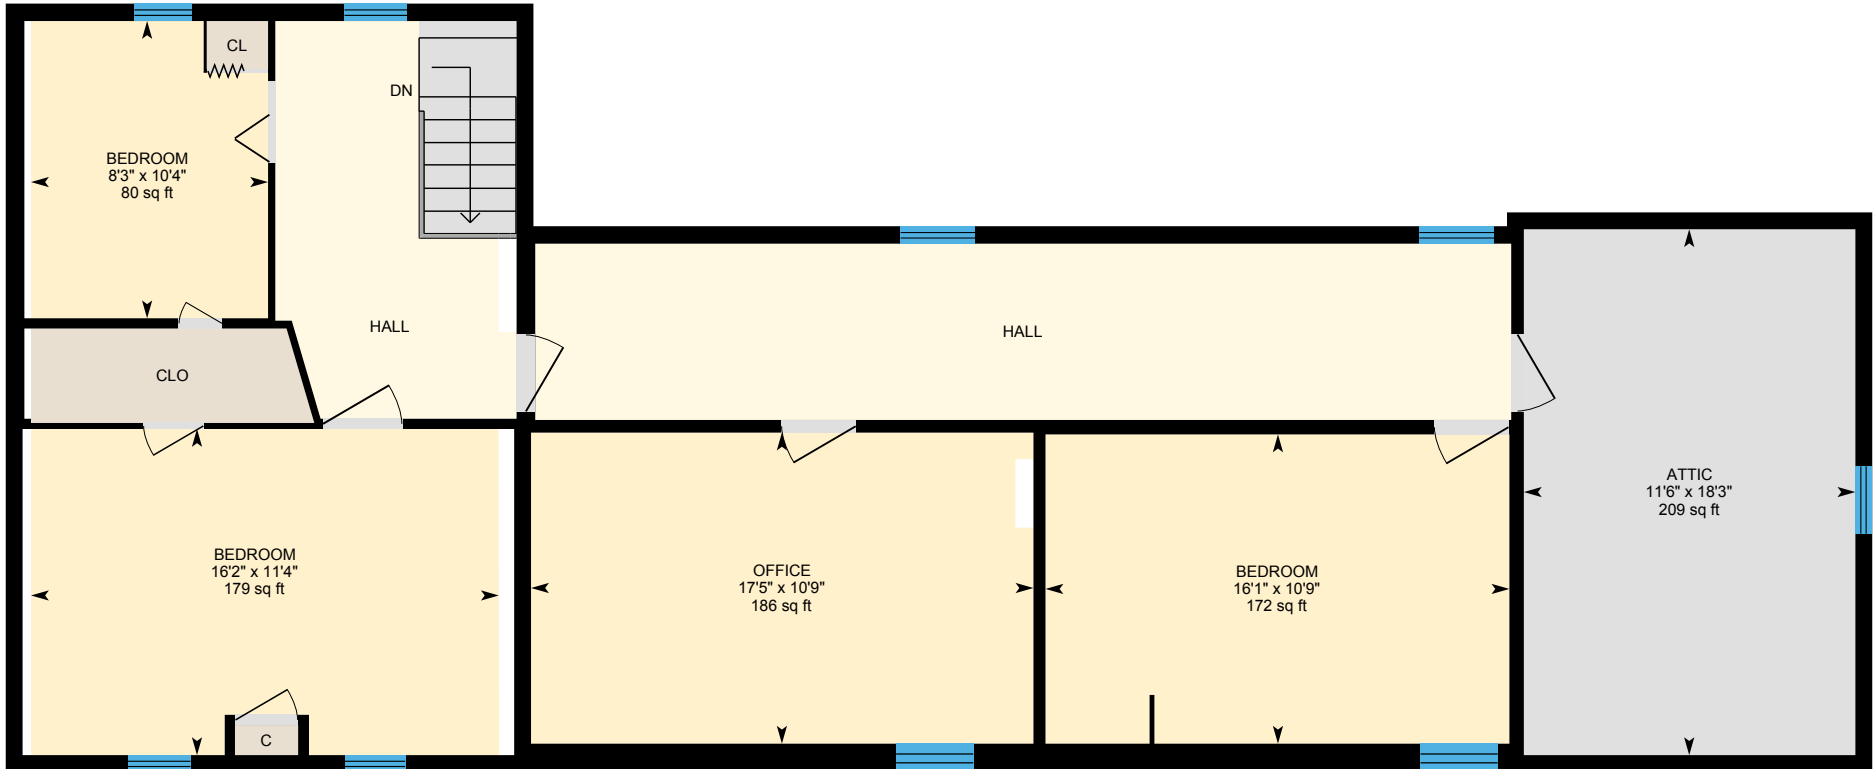 CL
DN
BEDROOM
8'3" x 10'4"
80 sq ft
HALL
HALL
CLO
BEDROOM
16'2" x 11'4"
179 sq ft
C
OFFICE
17'5" x 10'9"
186 sq ft
BEDROOM
16'1" x 10'9"
172 sq ft
ATTIC
11'6" x 18'3"
209 sq ft